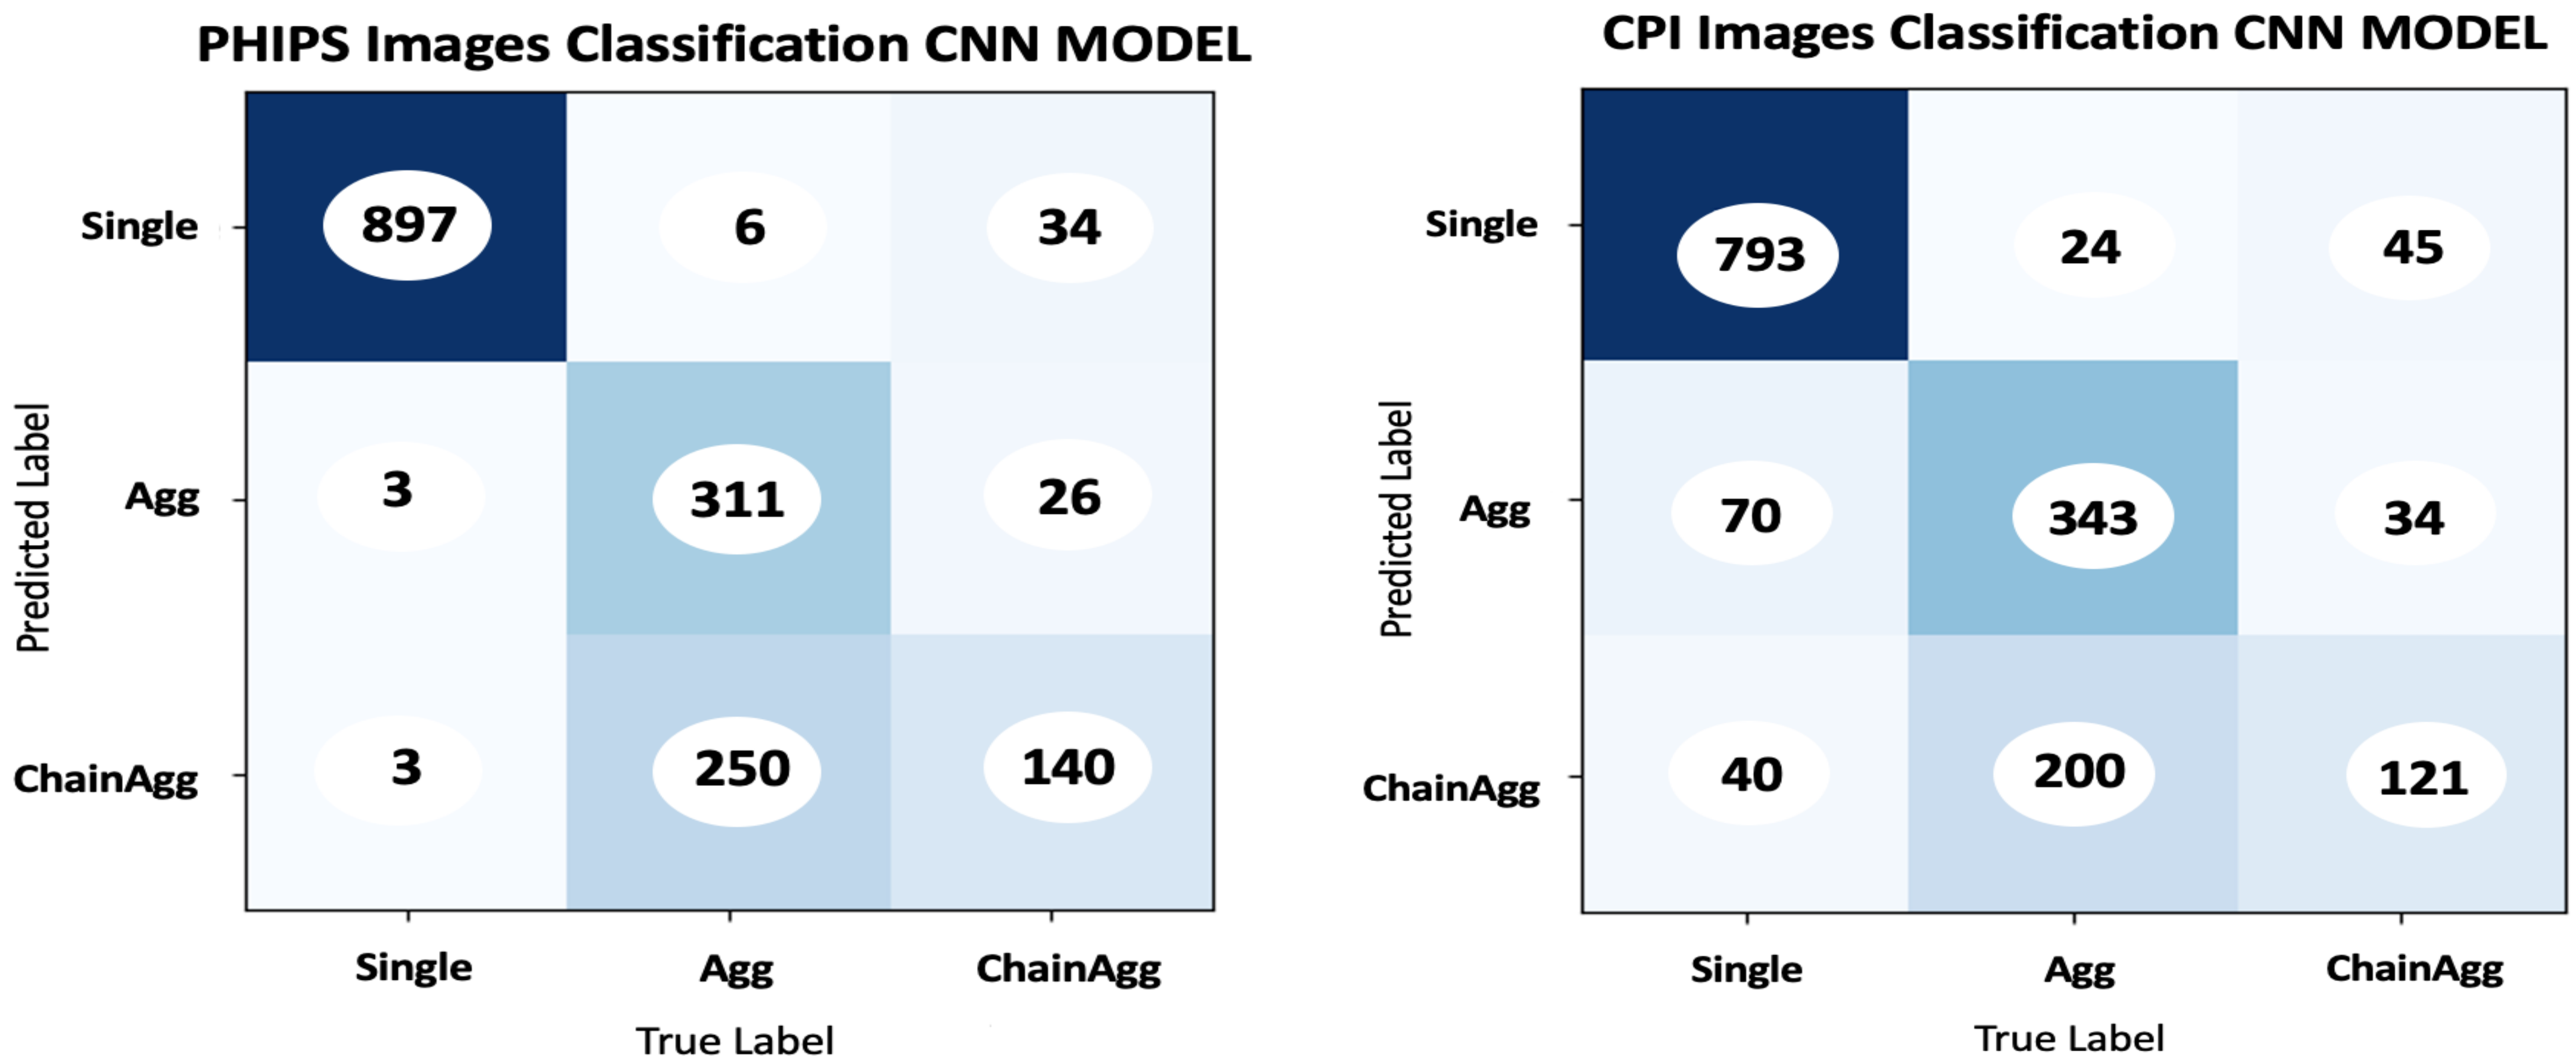 PHIPS Images Classification CNN MODEL
Single
897
6
34
Agg
3
311
26
ChainAgg
3
250
140
Predicted Label
Single
Agg
ChainAgg
True Label
CPI Images Classification CNN MODEL
Single
793
24
45
Agg
70
343
34
ChainAgg
40
200
121
Predicted Label
Single
Agg
ChainAgg
True Label